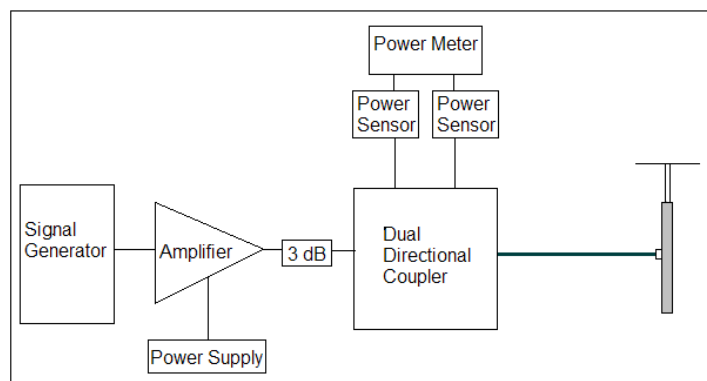 Power Meter
Power
Sensor
Power
Sensor
Signal
Generator
Amplifier
3 dB
Dual
Directional
Coupler
Power Supply